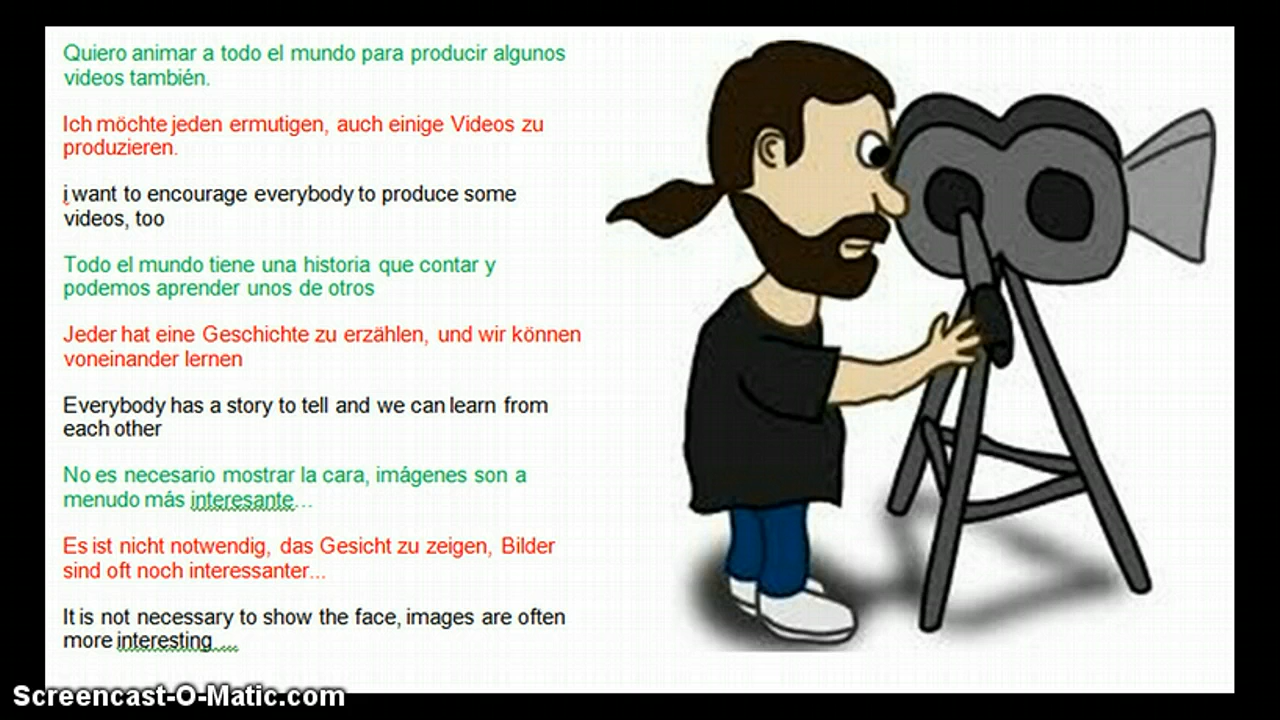 Quiero animar a todo el mundo para producir algunos
videos también.
Ich möchte jeden ermutigen, auch einige Videos zu
produzieren.
i want to encourage everybody to produce some
videos, too
Todo el mundo tiene una historia que contar y
podemos aprender unos de otros
Jeder hat eine Geschichte zu erzählen, und wir können
voneinander lernen
Everybody has a story to tell and we can learn from
each other
No es necesario mostrar la cara, imágenes son a
menudo más interesante...
Es ist nicht notwendig, das Gesicht zu zeigen, Bilder
sind oft noch interessanter...
It is not necessary to show the face, images are often
more interesting ...
Screencast-O-Matic.com